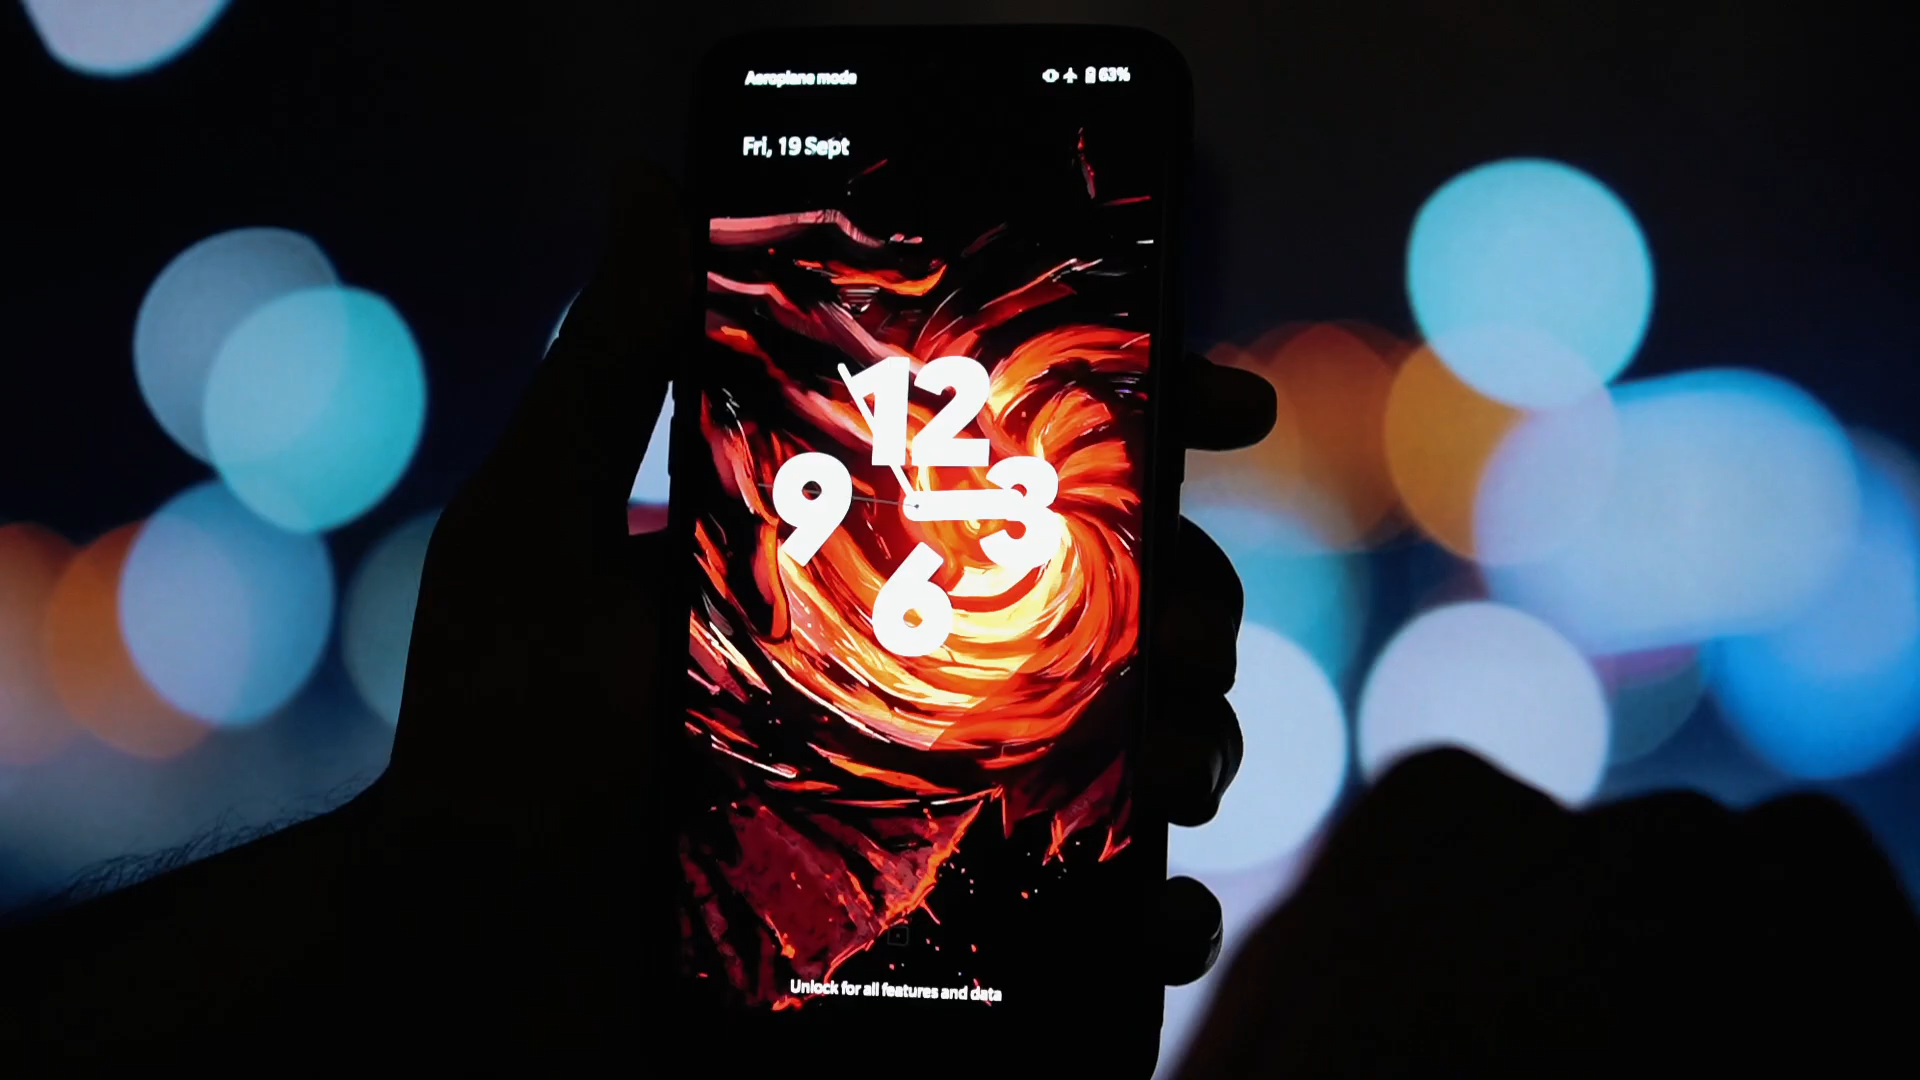 Aeroplane mode
63%
Fri, 19 Sept
12
9
3
6
Unlock for all features and data